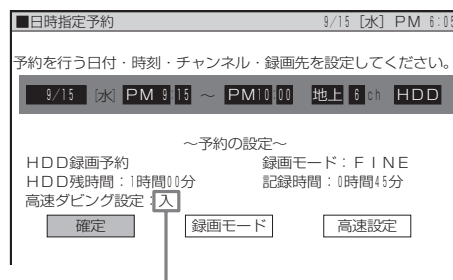 ■日時指定予約 9/15 [水] PM 6:05
予約を行う日付・時刻・チャンネル・録画先を設定してください。
9/15 [水] PM 9:15 ～ PM10:00 地上 6ch HDD
～予約の設定～
HDD録画予約 録画モード：FINE
HDD残時間：1時間00分 記録時間：0時間45分
高速ダビング設定：入
確定 録画モード 高速設定